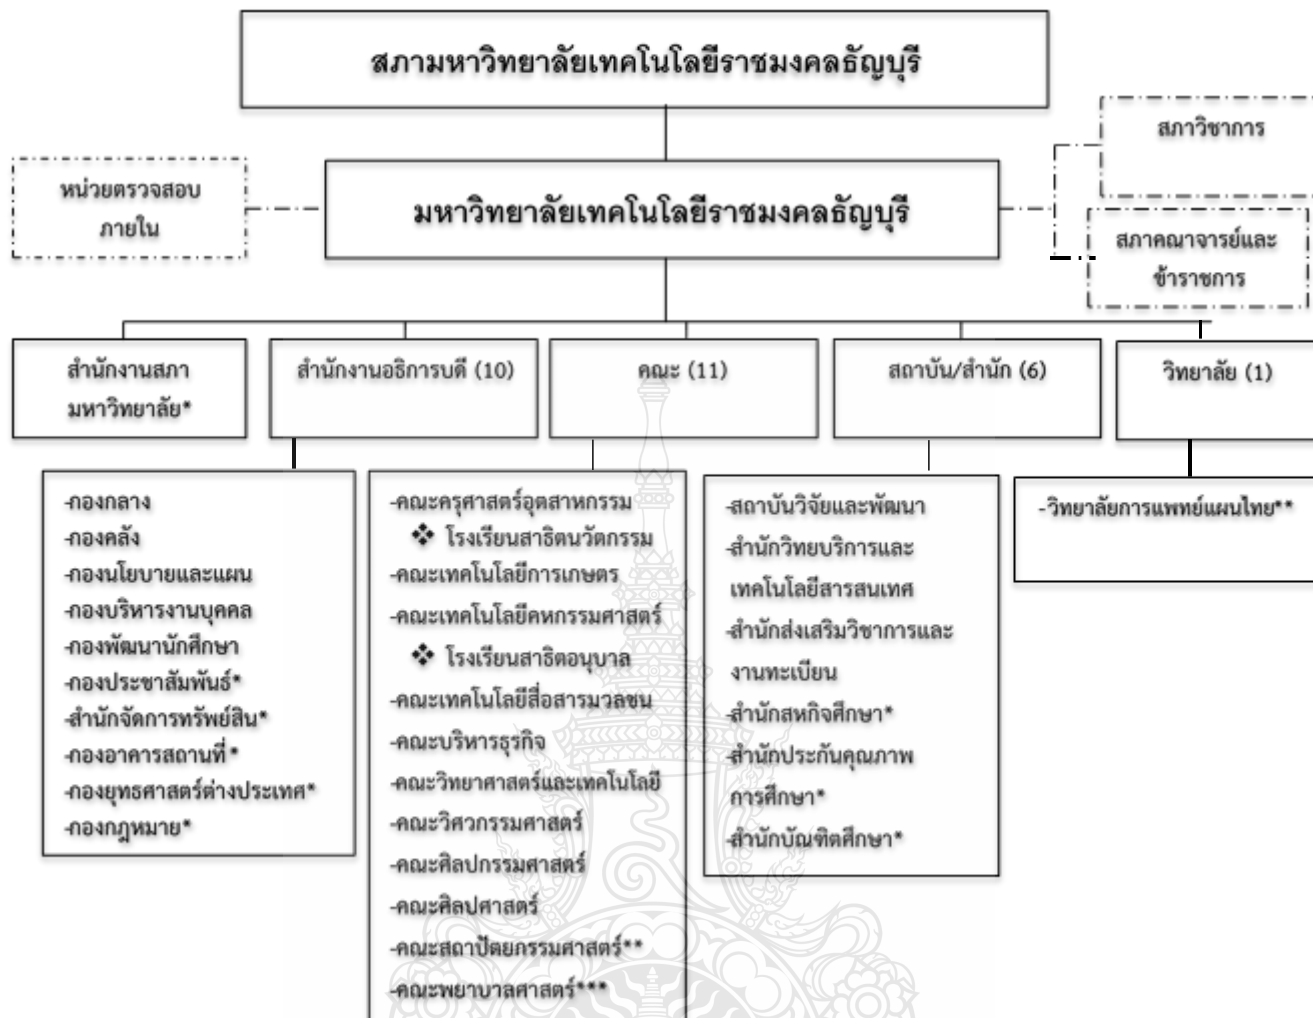 สภามหาวิทยาลัยเทคโนโลยีราชมงคลธัญบุรี
สภาวิชาการ
หน่วยตรวจสอบ
ภายใน
มหาวิทยาลัยเทคโนโลยีราชมงคลธัญบุรี
สภาคณาจารย์และ
ข้าราชการ
สำนักงานสภา
มหาวิทยาลัย*
สำนักงานอธิการบดี (10)
คณะ (11)
สถาบัน/สำนัก (6)
วิทยาลัย (1)
-กองกลาง
-กองคลัง
-กองนโยบายและแผน
-กองบริหารงานบุคคล
-กองพัฒนานักศึกษา
-กองประชาสัมพันธ์*
-สำนักจัดการทรัพย์สิน*
-กองอาคารสถานที่*
-กองยุทธศาสตร์ต่างประเทศ*
-กองกฎหมาย*
-คณะครุศาสตร์อุตสาหกรรม
❖ โรงเรียนสาธิตนวัตกรรม
-คณะเทคโนโลยีการเกษตร
-คณะเทคโนโลยีคหกรรมศาสตร์
❖ โรงเรียนสาธิตอนุบาล
-คณะเทคโนโลยีสื่อสารมวลชน
-คณะบริหารธุรกิจ
-คณะวิทยาศาสตร์และเทคโนโลยี
-คณะวิศวกรรมศาสตร์
-คณะศิลปกรรมศาสตร์
-คณะศิลปศาสตร์
-คณะสถาปัตยกรรมศาสตร์**
-คณะพยาบาลศาสตร์***
-สถาบันวิจัยและพัฒนา
-สำนักวิทยบริการและ
เทคโนโลยีสารสนเทศ
-สำนักส่งเสริมวิชาการและ
งานทะเบียน
-สำนักสหกิจศึกษา*
-สำนักประกันคุณภาพ
การศึกษา*
-สำนักบัณฑิตศึกษา*
-วิทยาลัยการแพทย์แผนไทย**